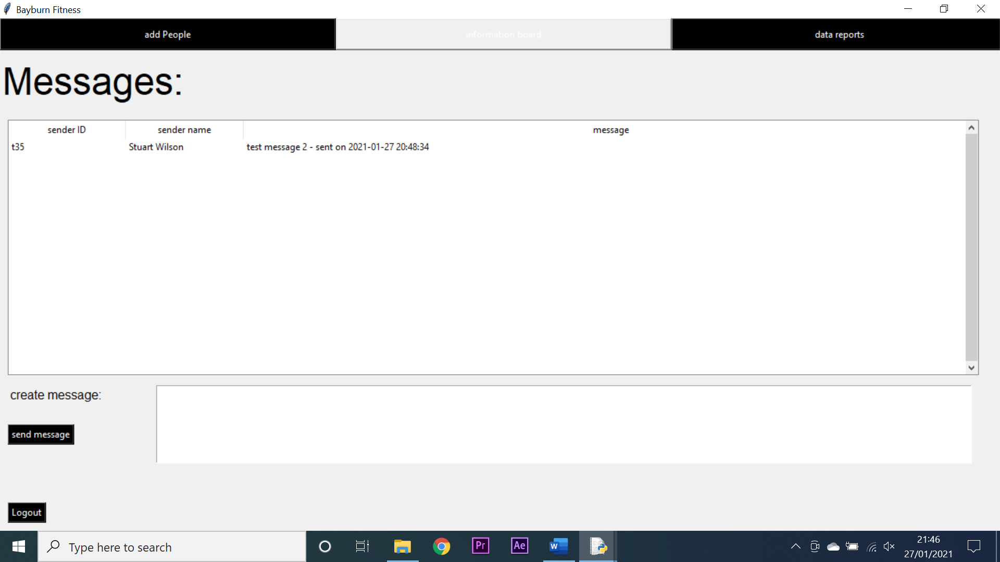 Bayburn Fitness
add People
information board
data reports
Messages:
sender ID sender name message
t35 Stuart Wilson test message 2 - sent on 2021-01-27 20:48:34
create message:
send message
Logout
Type here to search
Pr
Ae
W
21:46
27/01/2021